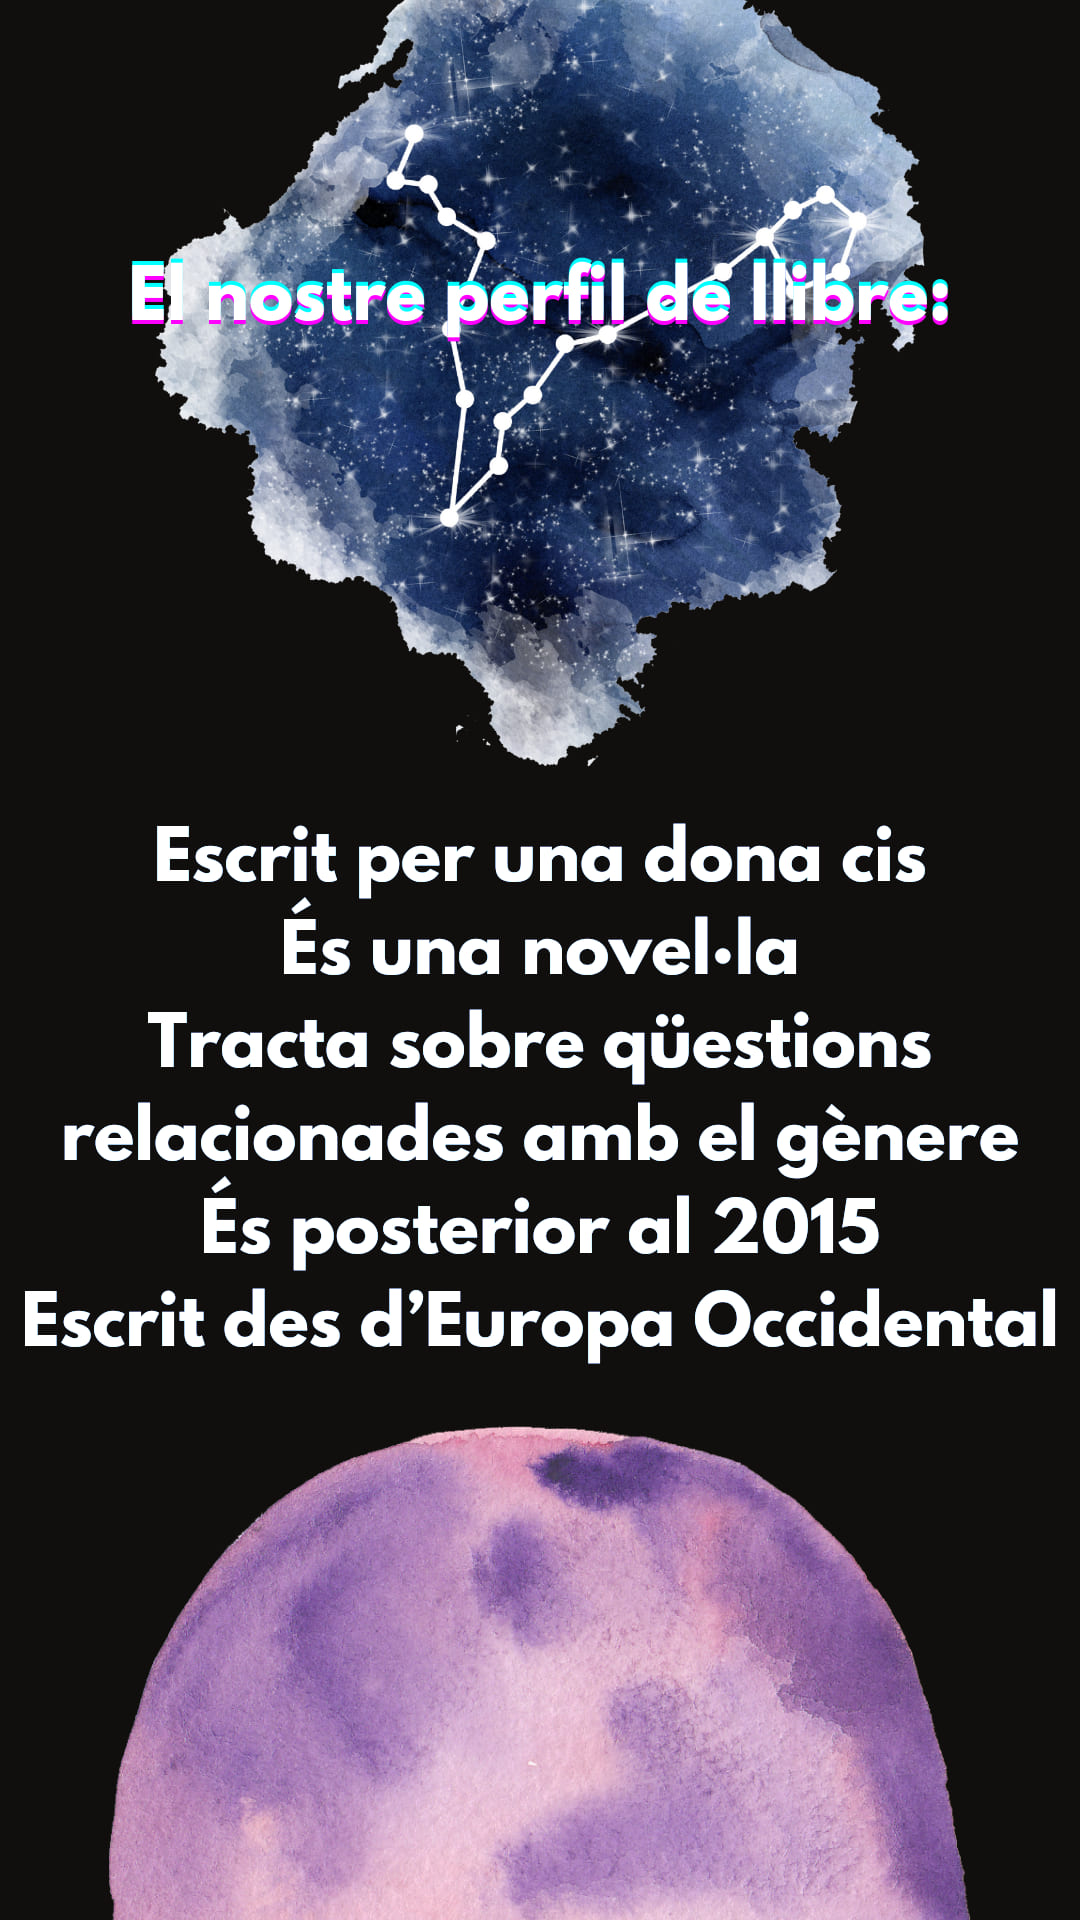 El nostre perfil de llibre:
Escrit per una dona cis
És una novel·la
Tracta sobre qüestions
relacionades amb el gènere
És posterior al 2015
Escrit des d’Europa Occidental